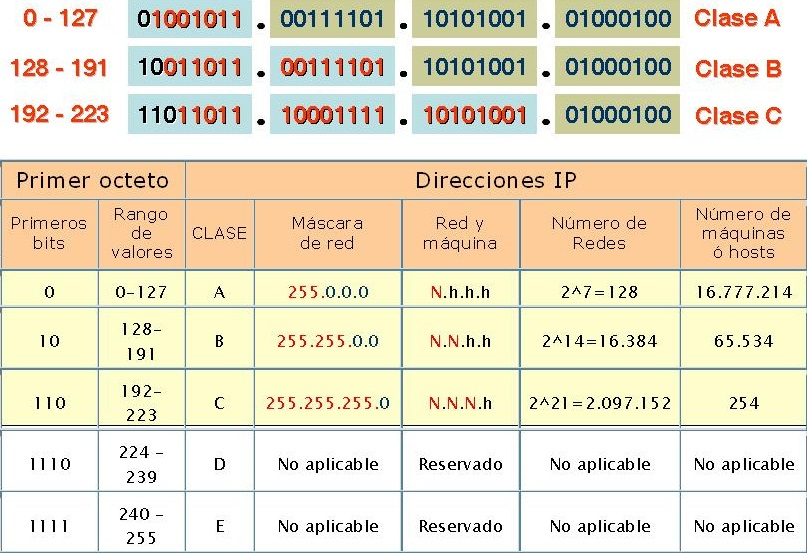 0 - 127 01001011 . 00111101 . 10101001 . 01000100 Clase A
128 - 191 10011011 . 00111101 . 10101001 . 01000100 Clase B
192 - 223 11011011 . 10001111 . 10101001 . 01000100 Clase C
Primer octeto Direcciones IP
Primeros bits Rango de valores CLASE Máscara de red Red y máquina Número de Redes Número de máquinas ó hosts
0 0-127 A 255.0.0.0 N.h.h.h 2^7=128 16.777.214
10 128-191 B 255.255.0.0 N.N.h.h 2^14=16.384 65.534
110 192-223 C 255.255.255.0 N.N.N.h 2^21=2.097.152 254
1110 224 - 239 D No aplicable Reservado No aplicable No aplicable
1111 240 - 255 E No aplicable Reservado No aplicable No aplicable